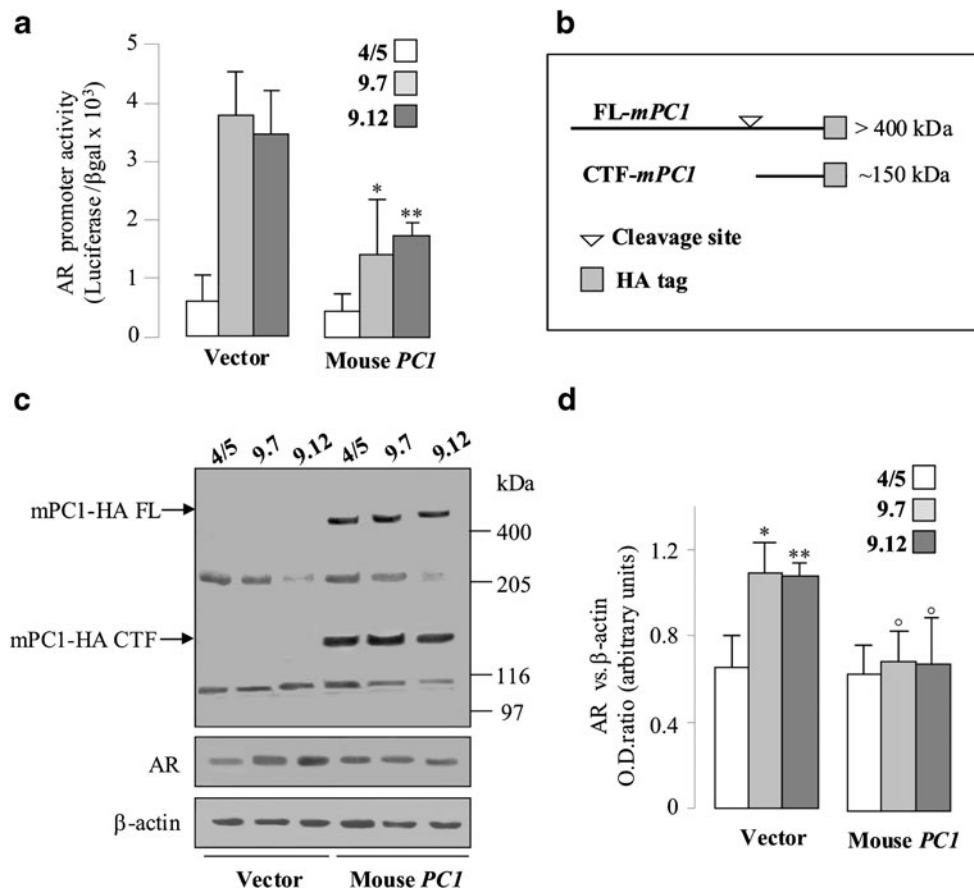 a
AR promoter activity
(Luciferase/βgal x 10³)
5
4
3
2
1
0
4/5
9.7
9.12
*
**
Vector
Mouse PC1
b
FL-mPC1
> 400 kDa
CTF-mPC1
~150 kDa
Cleavage site
HA tag
c
4/5 9.7 9.12 4/5 9.7 9.12
kDa
mPC1-HA FL
400
205
mPC1-HA CTF
116
97
AR
β-actin
Vector
Mouse PC1
d
4/5
9.7
9.12
AR vs. β-actin
O.D.ratio (arbitrary units)
1.2
0.8
0.4
0
*
**
°
°
Vector
Mouse PC1